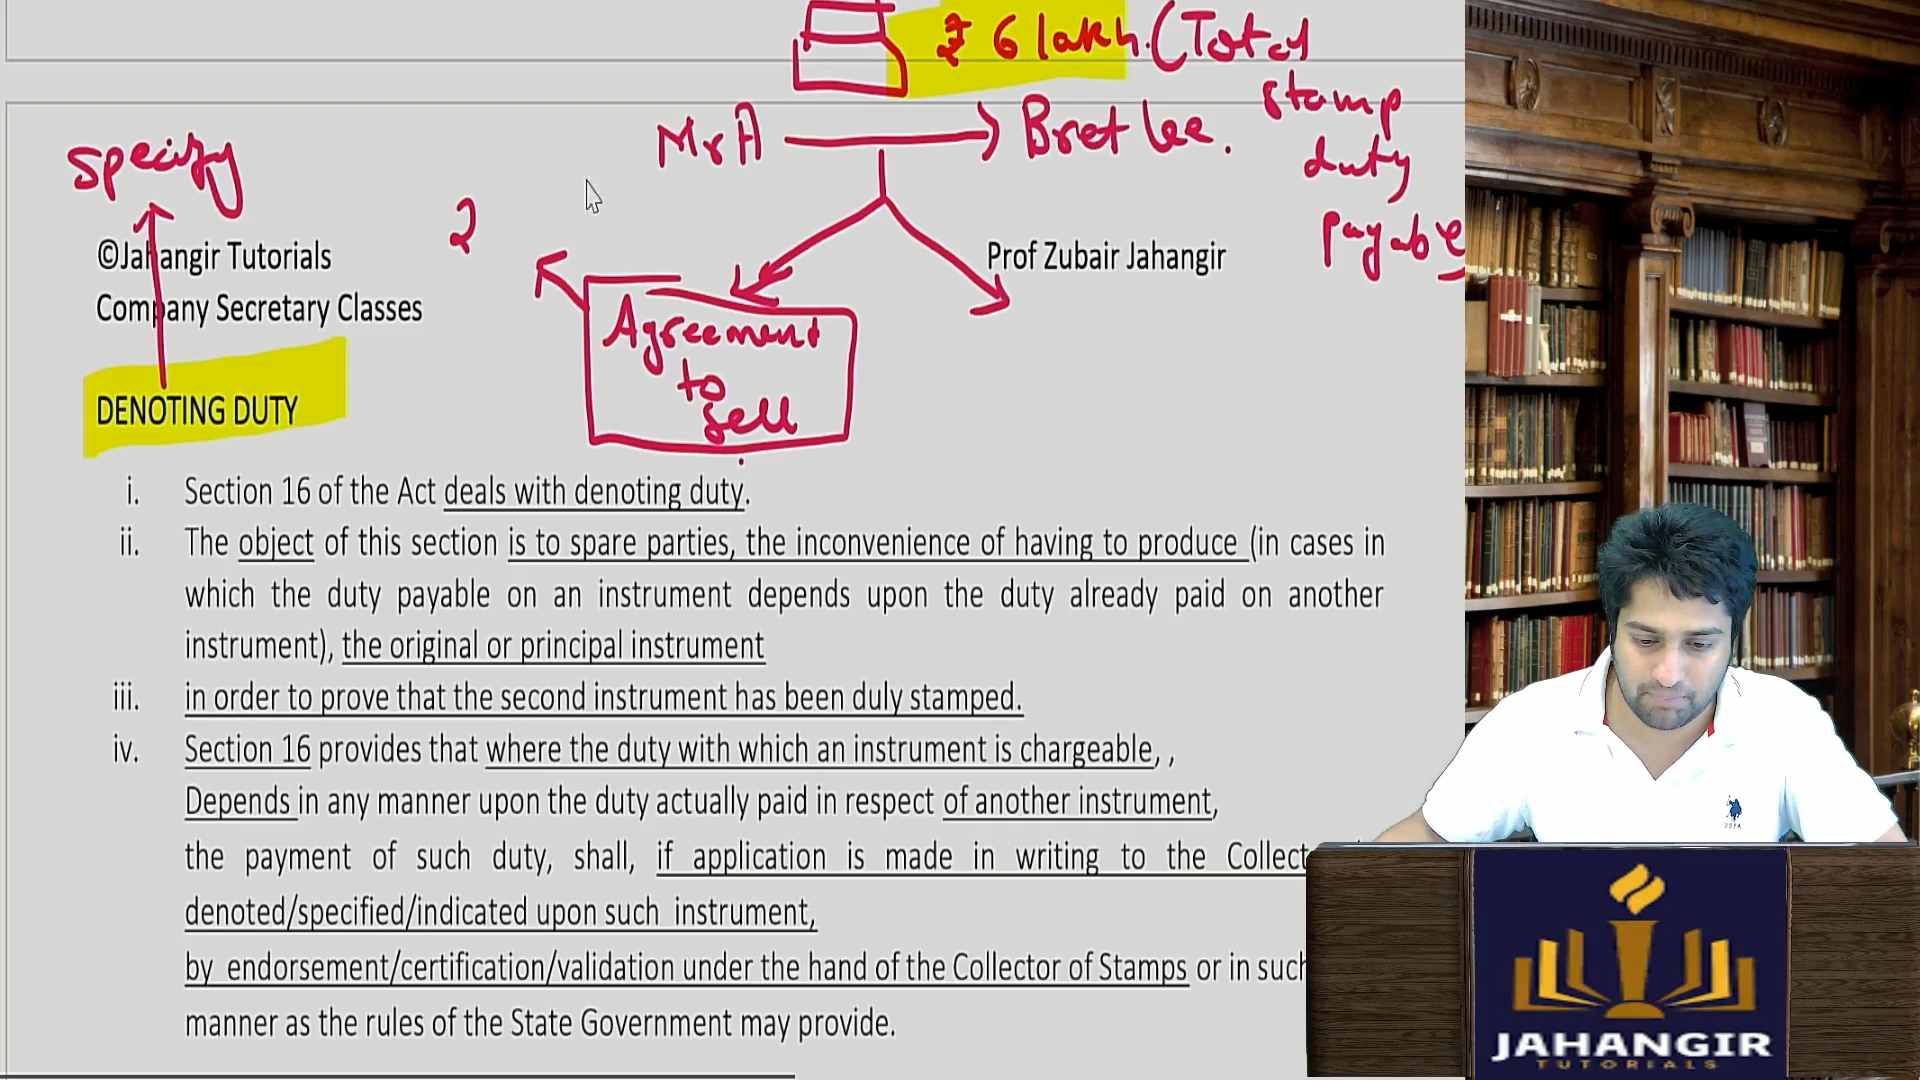 ₹ 6 lakh. (Total
stamp
duty
payable
Mr A
Bret Lee.
specify
2
©Jahangir Tutorials
Prof Zubair Jahangir
Company Secretary Classes
Agreement
to
sell
DENOTING DUTY
i. Section 16 of the Act deals with denoting duty.
ii. The object of this section is to spare parties, the inconvenience of having to produce (in cases in
which the duty payable on an instrument depends upon the duty already paid on another
instrument), the original or principal instrument
iii. in order to prove that the second instrument has been duly stamped.
iv. Section 16 provides that where the duty with which an instrument is chargeable, ,
Depends in any manner upon the duty actually paid in respect of another instrument,
the payment of such duty, shall, if application is made in writing to the Collect
denoted/specified/indicated upon such instrument,
by endorsement/certification/validation under the hand of the Collector of Stamps or in such
manner as the rules of the State Government may provide.
USPA
JAHANGIR
TUTORIALS